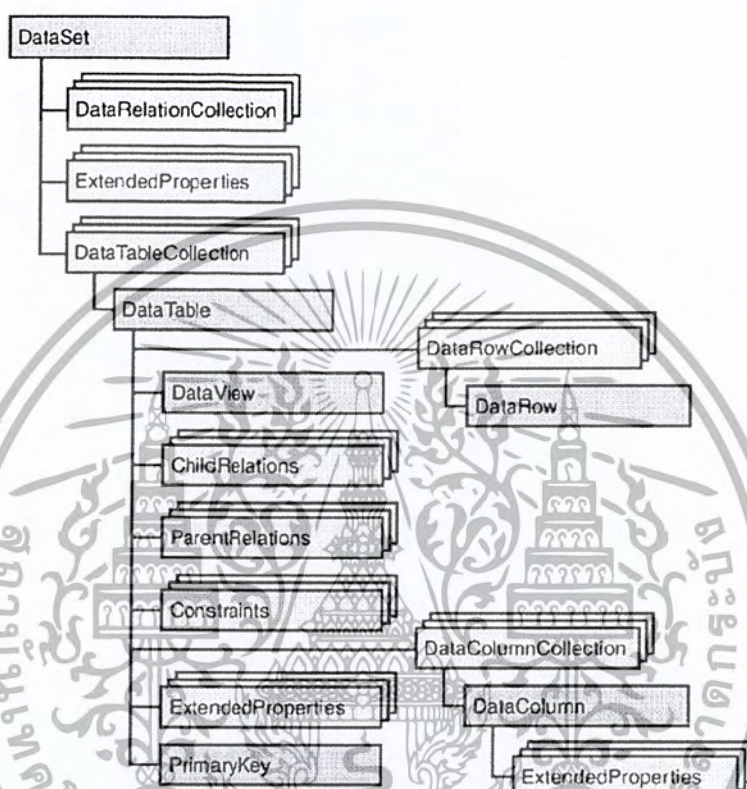 DataSet
DataRelationCollection
ExtendedProperties
DataTableCollection
DataTable
DataRowCollection
DataRow
DataView
ChildRelations
ParentRelations
Constraints
DataColumnCollection
DataColumn
ExtendedProperties
ExtendedProperties
PrimaryKey